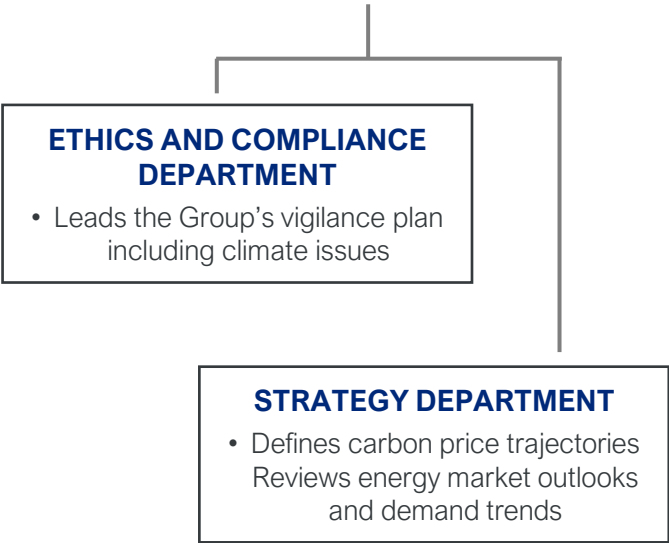 ETHICS AND COMPLIANCE
DEPARTMENT
• Leads the Group’s vigilance plan
including climate issues
STRATEGY DEPARTMENT
• Defines carbon price trajectories
Reviews energy market outlooks
and demand trends